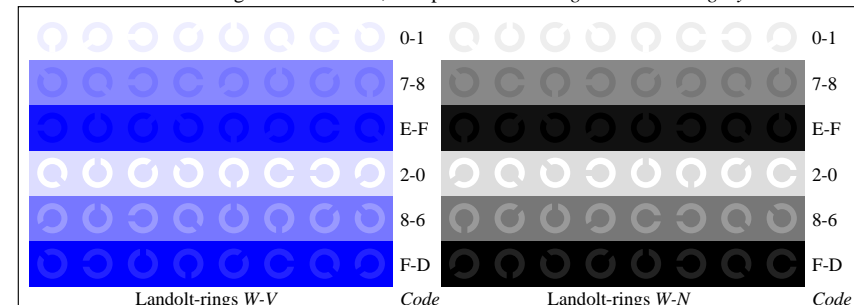 0-1 0-1
7-8 7-8
E-F E-F
2-0 2-0
8-6 8-6
F-D F-D
Landolt-rings W-V Code Landolt-rings W-N Code